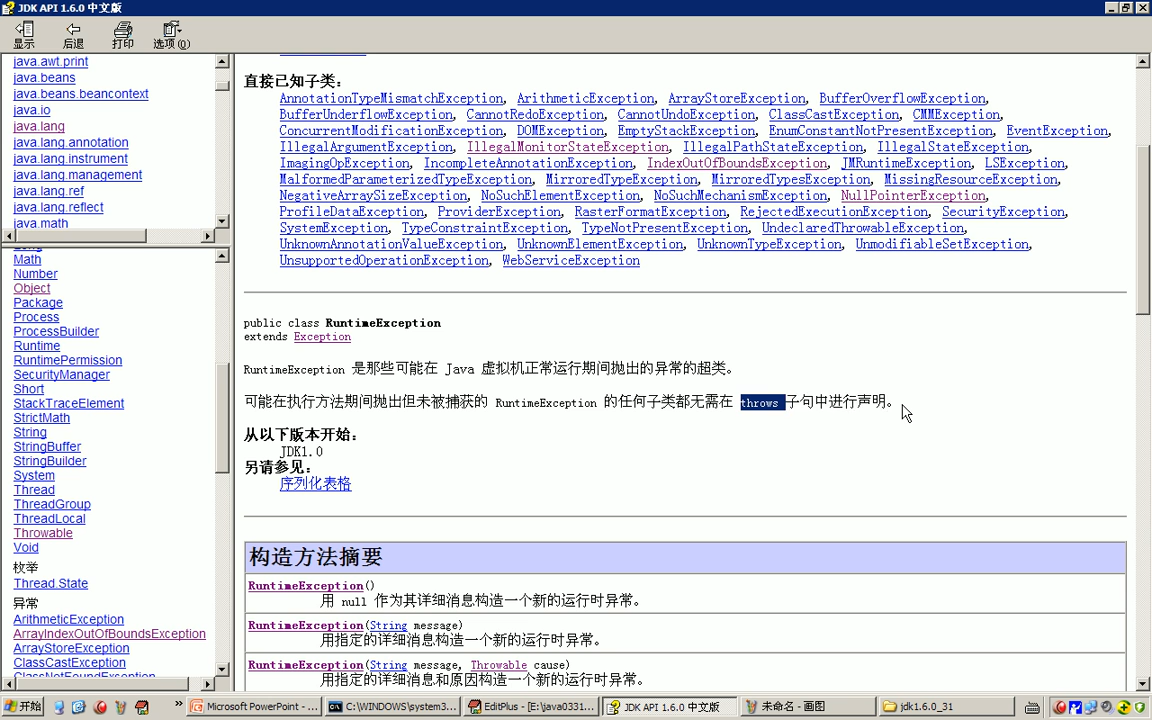 JDK API 1.6.0 中文版
显示 后退 打印 选项(O)
java.awt.print
java.beans
java.beans.beancontext
java.io
java.lang
java.lang.annotation
java.lang.instrument
java.lang.management
java.lang.ref
java.lang.reflect
java.math
Math
Number
Object
Package
Process
ProcessBuilder
Runtime
RuntimePermission
SecurityManager
Short
StackTraceElement
StrictMath
String
StringBuffer
StringBuilder
System
Thread
ThreadGroup
ThreadLocal
Throwable
Void
枚举
Thread.State
异常
ArithmeticException
ArrayIndexOutOfBoundsException
ArrayStoreException
ClassCastException
ClassNotFoundException
直接已知子类：
AnnotationTypeMismatchException, ArithmeticException, ArrayStoreException, BufferOverflowException,
BufferUnderflowException, CannotRedoException, CannotUndoException, ClassCastException, CMMException,
ConcurrentModificationException, DOMException, EmptyStackException, EnumConstantNotPresentException, EventException,
IllegalArgumentException, IllegalMonitorStateException, IllegalPathStateException, IllegalStateException,
ImagingOpException, IncompleteAnnotationException, IndexOutOfBoundsException, JMRuntimeException, LSException,
MalformedParameterizedTypeException, MirroredTypeException, MirroredTypesException, MissingResourceException,
NegativeArraySizeException, NoSuchElementException, NoSuchMechanismException, NullPointerException,
ProfileDataException, ProviderException, RasterFormatException, RejectedExecutionException, SecurityException,
SystemException, TypeConstraintException, TypeNotPresentException, UndeclaredThrowableException,
UnknownAnnotationValueException, UnknownElementException, UnknownTypeException, UnmodifiableSetException,
UnsupportedOperationException, WebServiceException
public class RuntimeException
extends Exception
RuntimeException 是那些可能在 Java 虚拟机正常运行期间抛出的异常的超类。
可能在执行方法期间抛出但未被捕获的 RuntimeException 的任何子类都无需在 throws 子句中进行声明。
从以下版本开始：
JDK1.0
另请参见：
序列化表格
构造方法摘要
RuntimeException()
用 null 作为其详细消息构造一个新的运行时异常。
RuntimeException(String message)
用指定的详细消息构造一个新的运行时异常。
RuntimeException(String message, Throwable cause)
用指定的详细消息和原因构造一个新的运行时异常。
开始 » Microsoft PowerPoint - ... C:\WINDOWS\system3... EditPlus - [E:\java0331... JDK API 1.6.0 中文版 未命名 - 画图 jdk1.6.0_31